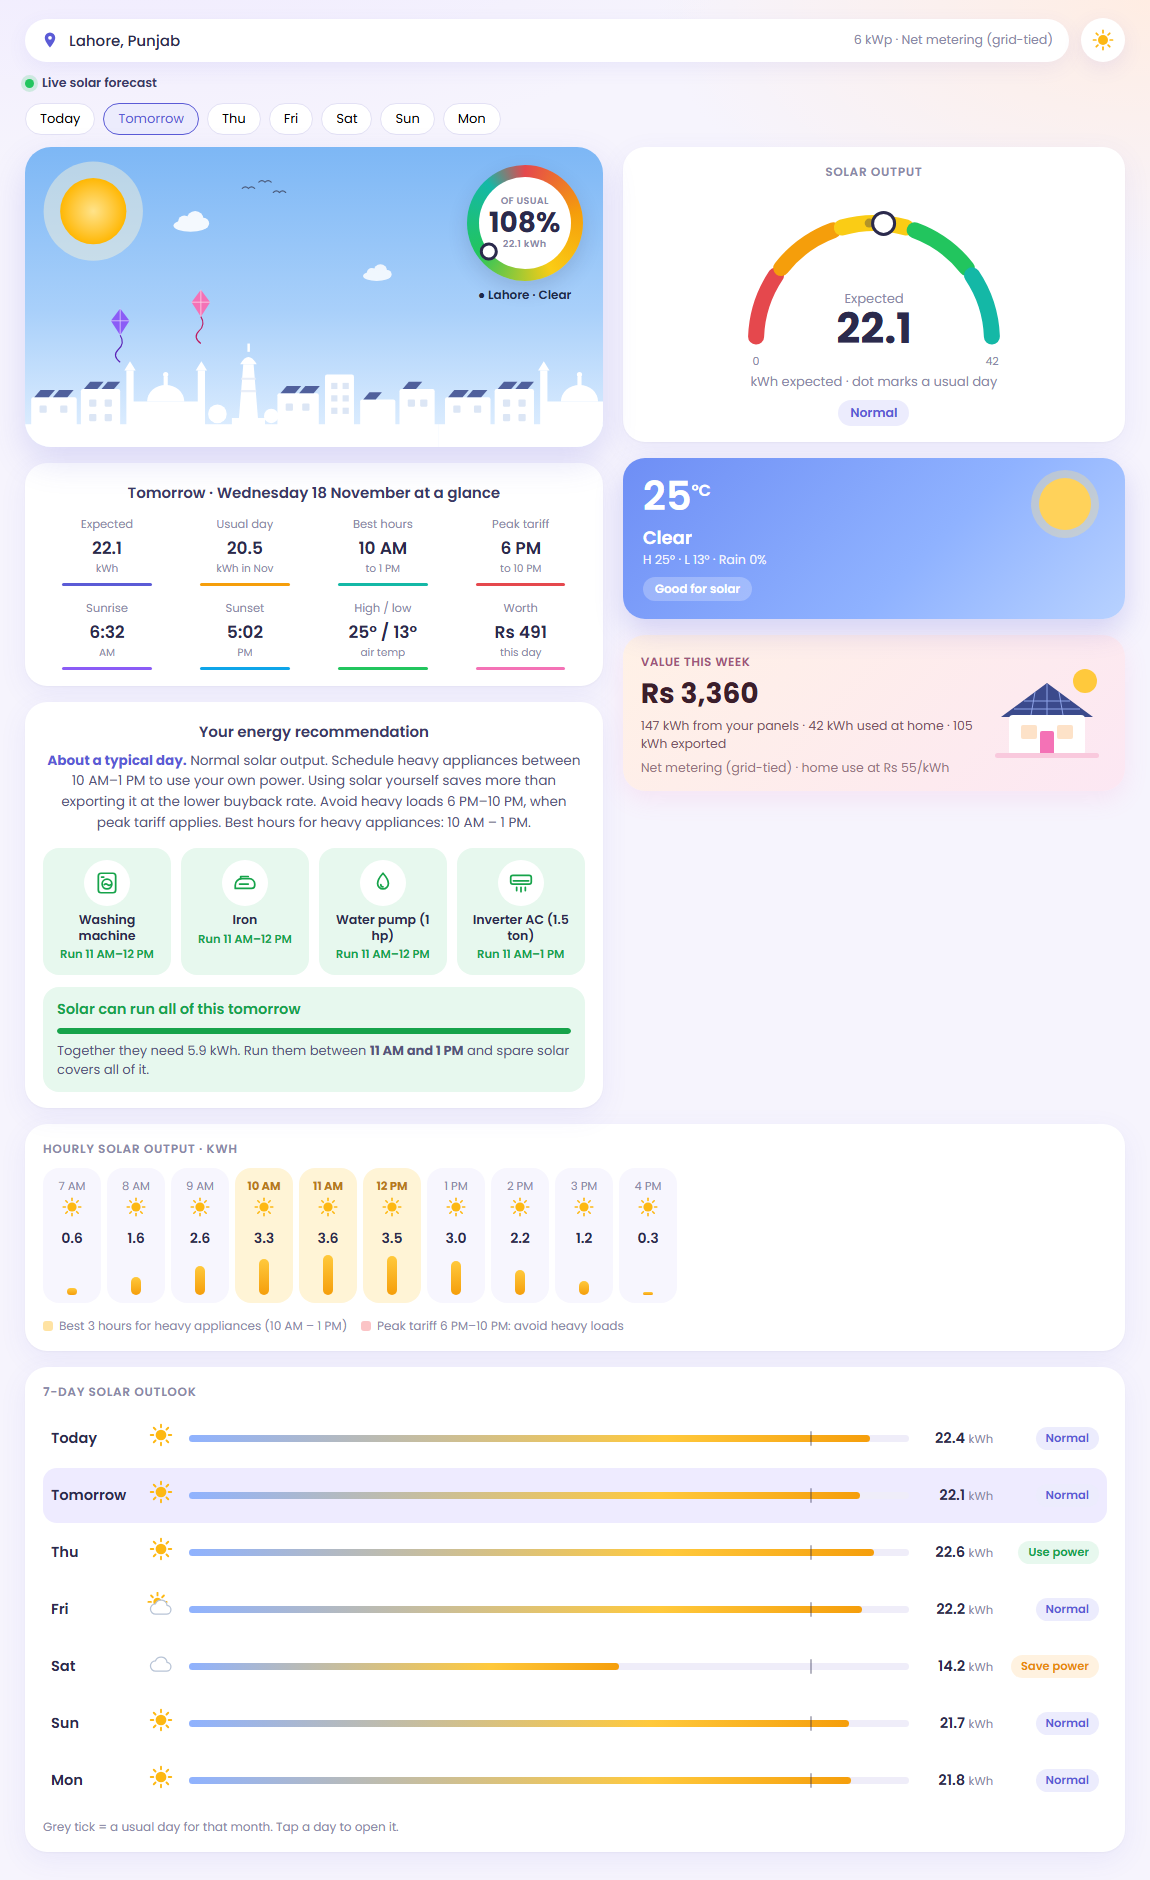 Lahore, Punjab
6 kWp · Net metering (grid-tied)
Live solar forecast
Today
Tomorrow
Thu
Fri
Sat
Sun
Mon
OF USUAL
108%
22.1 kWh
● Lahore · Clear
SOLAR OUTPUT
Expected
22.1
0
42
kWh expected · dot marks a usual day
Normal
25°C
Clear
H 25° · L 13° · Rain 0%
Good for solar
VALUE THIS WEEK
Rs 3,360
147 kWh from your panels · 42 kWh used at home · 105
kWh exported
Net metering (grid-tied) · home use at Rs 55/kWh
Tomorrow · Wednesday 18 November at a glance
Expected
22.1
kWh
Usual day
20.5
kWh in Nov
Best hours
10 AM
to 1 PM
Peak tariff
6 PM
to 10 PM
Sunrise
6:32
AM
Sunset
5:02
PM
High / low
25° / 13°
air temp
Worth
Rs 491
this day
Your energy recommendation
About a typical day. Normal solar output. Schedule heavy appliances between
10 AM–1 PM to use your own power. Using solar yourself saves more than
exporting it at the lower buyback rate. Avoid heavy loads 6 PM–10 PM, when
peak tariff applies. Best hours for heavy appliances: 10 AM – 1 PM.
Washing
machine
Run 11 AM–12 PM
Iron
Run 11 AM–12 PM
Water pump (1
hp)
Run 11 AM–12 PM
Inverter AC (1.5
ton)
Run 11 AM–1 PM
Solar can run all of this tomorrow
Together they need 5.9 kWh. Run them between 11 AM and 1 PM and spare solar
covers all of it.
HOURLY SOLAR OUTPUT · KWH
7 AM
0.6
8 AM
1.6
9 AM
2.6
10 AM
3.3
11 AM
3.6
12 PM
3.5
1 PM
3.0
2 PM
2.2
3 PM
1.2
4 PM
0.3
Best 3 hours for heavy appliances (10 AM – 1 PM)
Peak tariff 6 PM–10 PM: avoid heavy loads
7-DAY SOLAR OUTLOOK
Today
22.4 kWh
Normal
Tomorrow
22.1 kWh
Normal
Thu
22.6 kWh
Use power
Fri
22.2 kWh
Normal
Sat
14.2 kWh
Save power
Sun
21.7 kWh
Normal
Mon
21.8 kWh
Normal
Grey tick = a usual day for that month. Tap a day to open it.